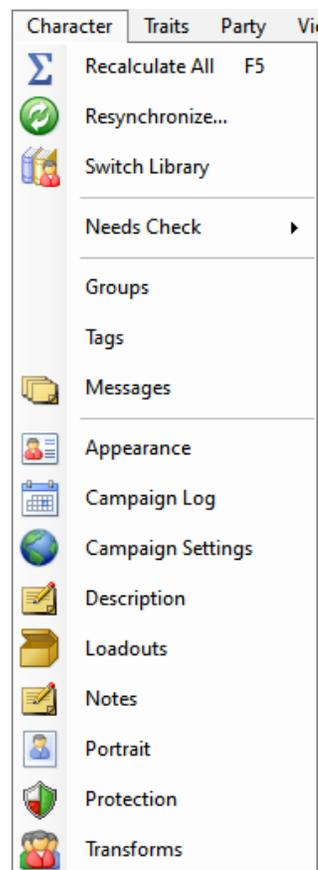 Character Traits Party Vi
Recalculate All F5
Resynchronize...
Switch Library
Needs Check
Groups
Tags
Messages
Appearance
Campaign Log
Campaign Settings
Description
Loadouts
Notes
Portrait
Protection
Transforms